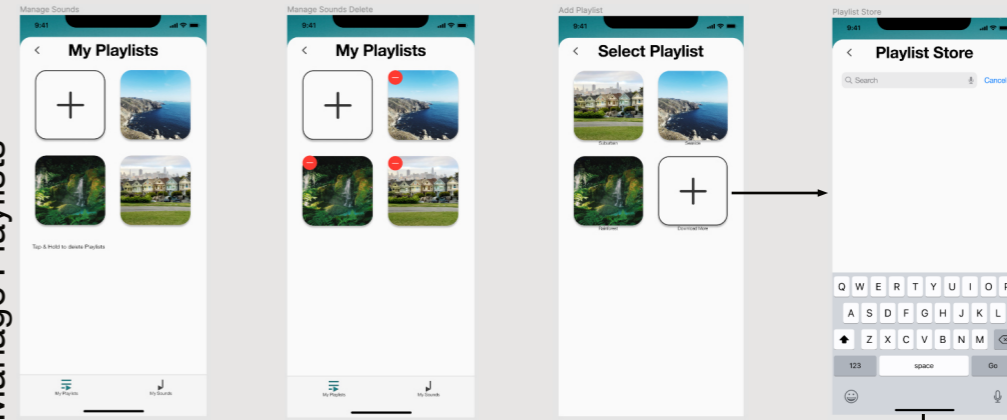 Manage Playlists
Manage Sounds
9:41
My Playlists
Tap & Hold to delete Playlists
My Playlists
My Sounds
Manage Sounds Delete
9:41
My Playlists
My Playlists
My Sounds
Add Playlist
9:41
Select Playlist
Suburban
Seaside
Rainforest
Download More
Playlist Store
9:41
Playlist Store
Search
Cancel
Q W E R T Y U I O P
A S D F G H J K L
Z X C V B N M
123
space
Go